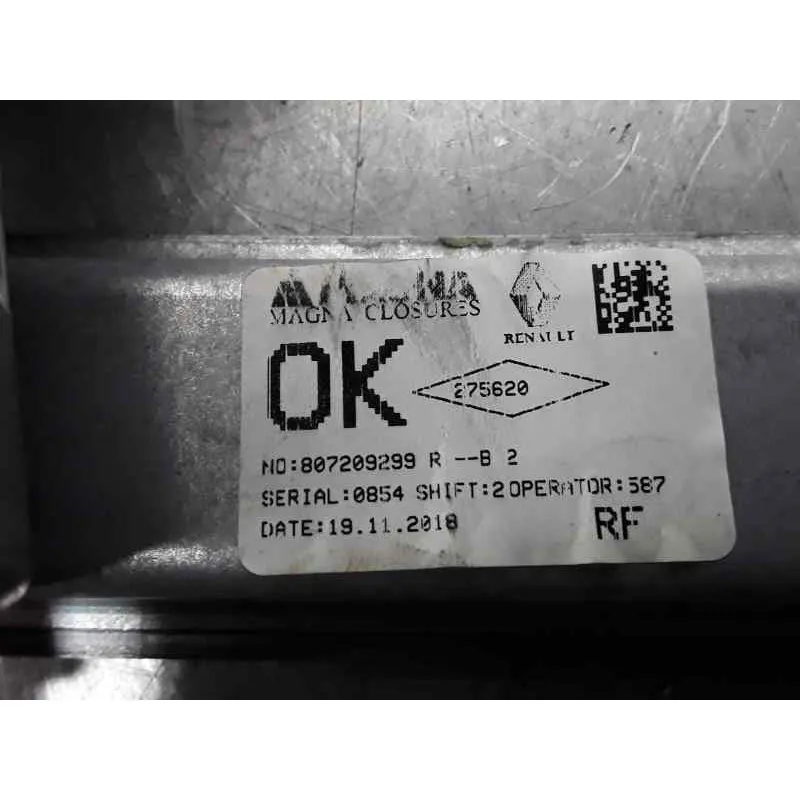 MAGNA
MAGNA CLOSURES
RENAULT
OK
275620
NO:807209299 R --B 2
SERIAL:0854 SHIFT:2 OPERATOR:587
DATE:19.11.2018
RF